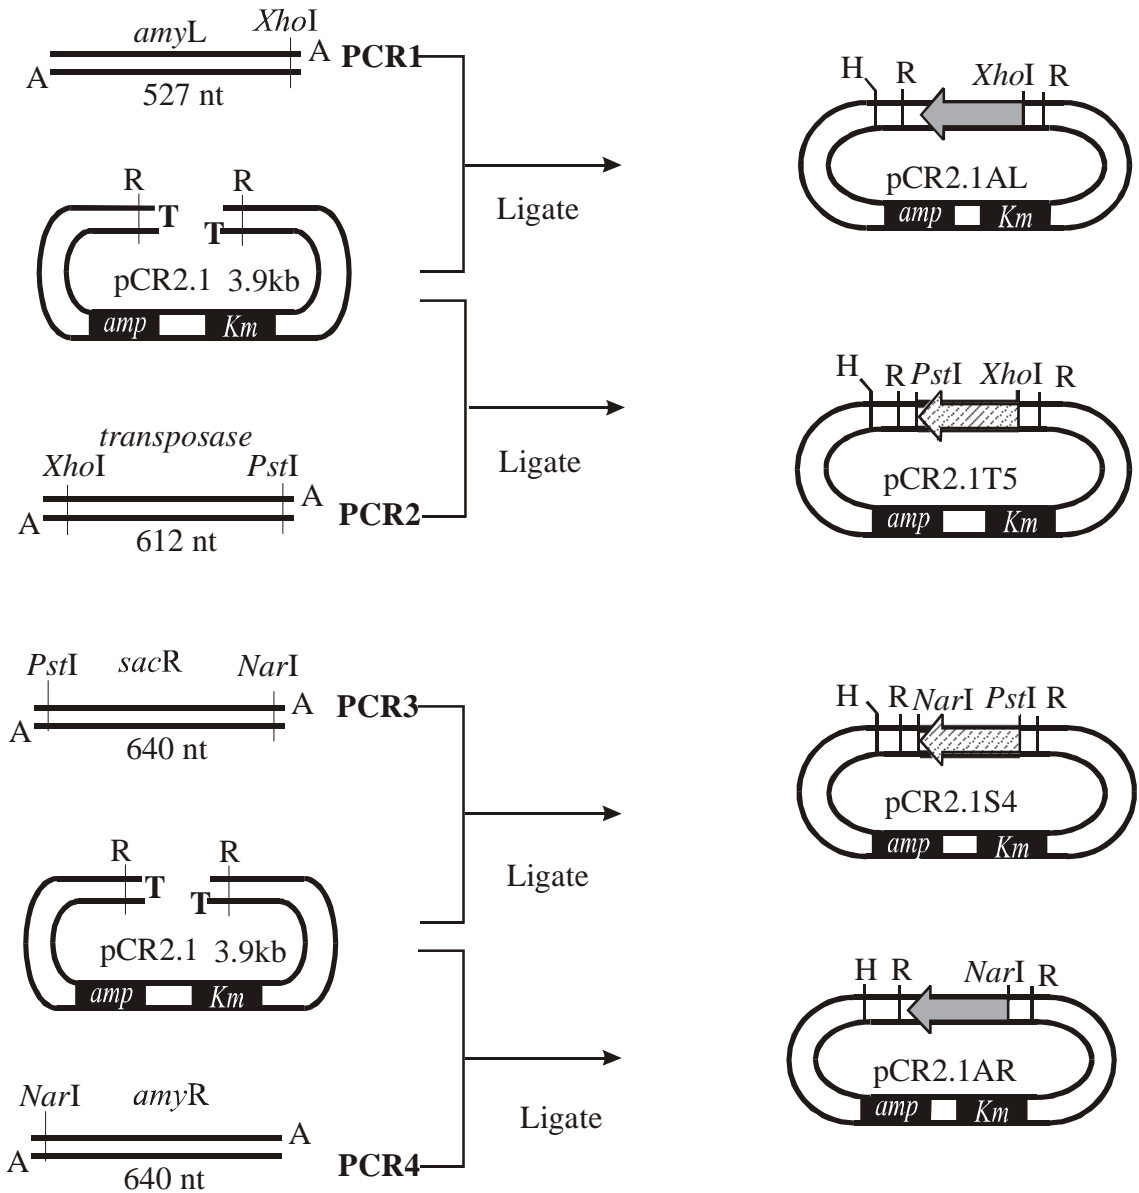 amyL
XhoI
A
A
PCR1
527 nt
R
R
T
T
pCR2.1 3.9kb
amp
Km
Ligate
H
R
XhoI
R
pCR2.1AL
amp
Km
transposase
XhoI
PstI
A
A
PCR2
612 nt
Ligate
H
R
PstI
XhoI
R
pCR2.1T5
amp
Km
PstI
sacR
NarI
A
A
PCR3
640 nt
R
R
T
T
pCR2.1 3.9kb
amp
Km
Ligate
H
R
NarI
PstI
R
pCR2.1S4
amp
Km
NarI
amyR
A
A
PCR4
640 nt
Ligate
H
R
NarI
R
pCR2.1AR
amp
Km